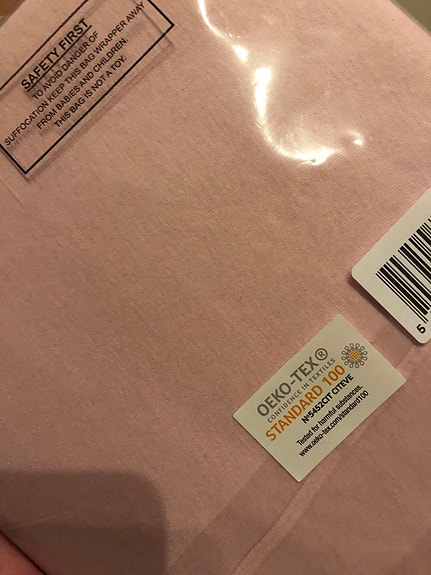 SAFETY FIRST
TO AVOID DANGER OF
SUFFOCATION KEEP THIS BAG WRAPPER AWAY
FROM BABIES AND CHILDREN.
THIS BAG IS NOT A TOY.
5
OEKO-TEX®
CONFIDENCE IN TEXTILES
STANDARD 100
Nº5452CIT CITEVE
Tested for harmful substances.
www.oeko-tex.com/standard100